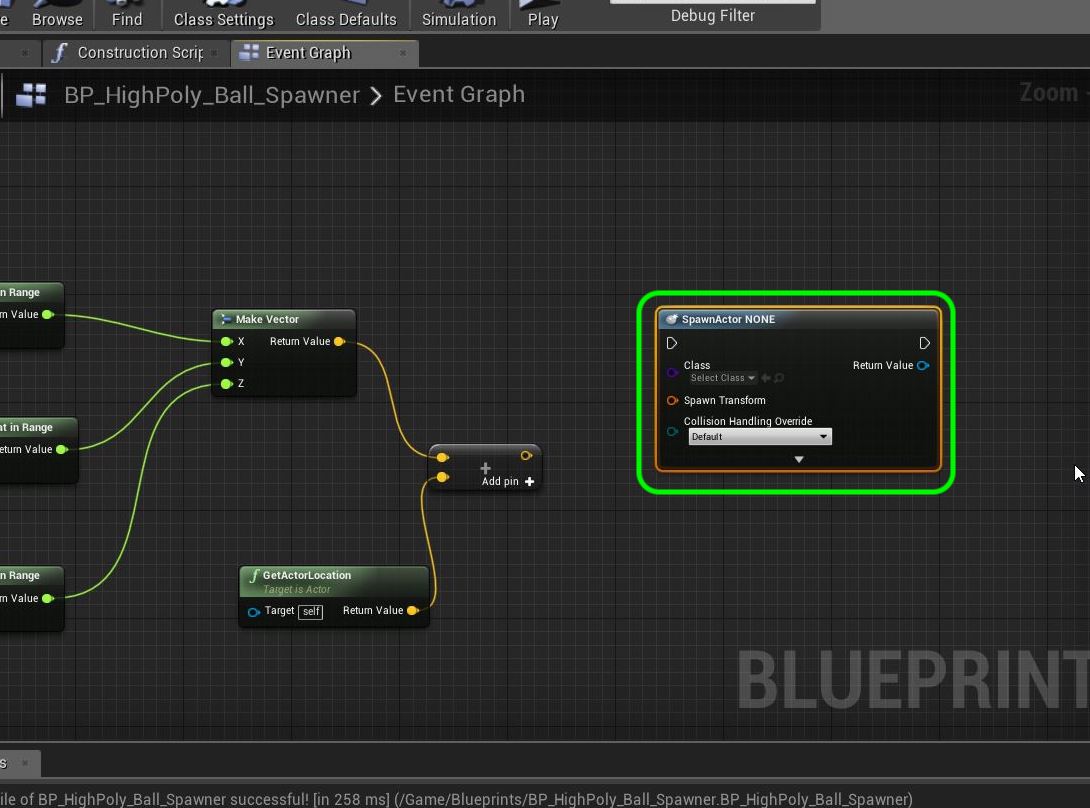 e Browse Find Class Settings Class Defaults Simulation Play Debug Filter
Construction Scrip Event Graph
BP_HighPoly_Ball_Spawner > Event Graph Zoom -
n Range
rn Value
Make Vector
X Return Value
Y
Z
nt in Range
eturn Value
Add pin
n Range
rn Value
GetActorLocation
Target is Actor
Target self Return Value
SpawnActor NONE
Class Return Value
Select Class
Spawn Transform
Collision Handling Override
Default
BLUEPRINT
s
ile of BP_HighPoly_Ball_Spawner successful! [in 258 ms] (/Game/Blueprints/BP_HighPoly_Ball_Spawner.BP_HighPoly_Ball_Spawner)